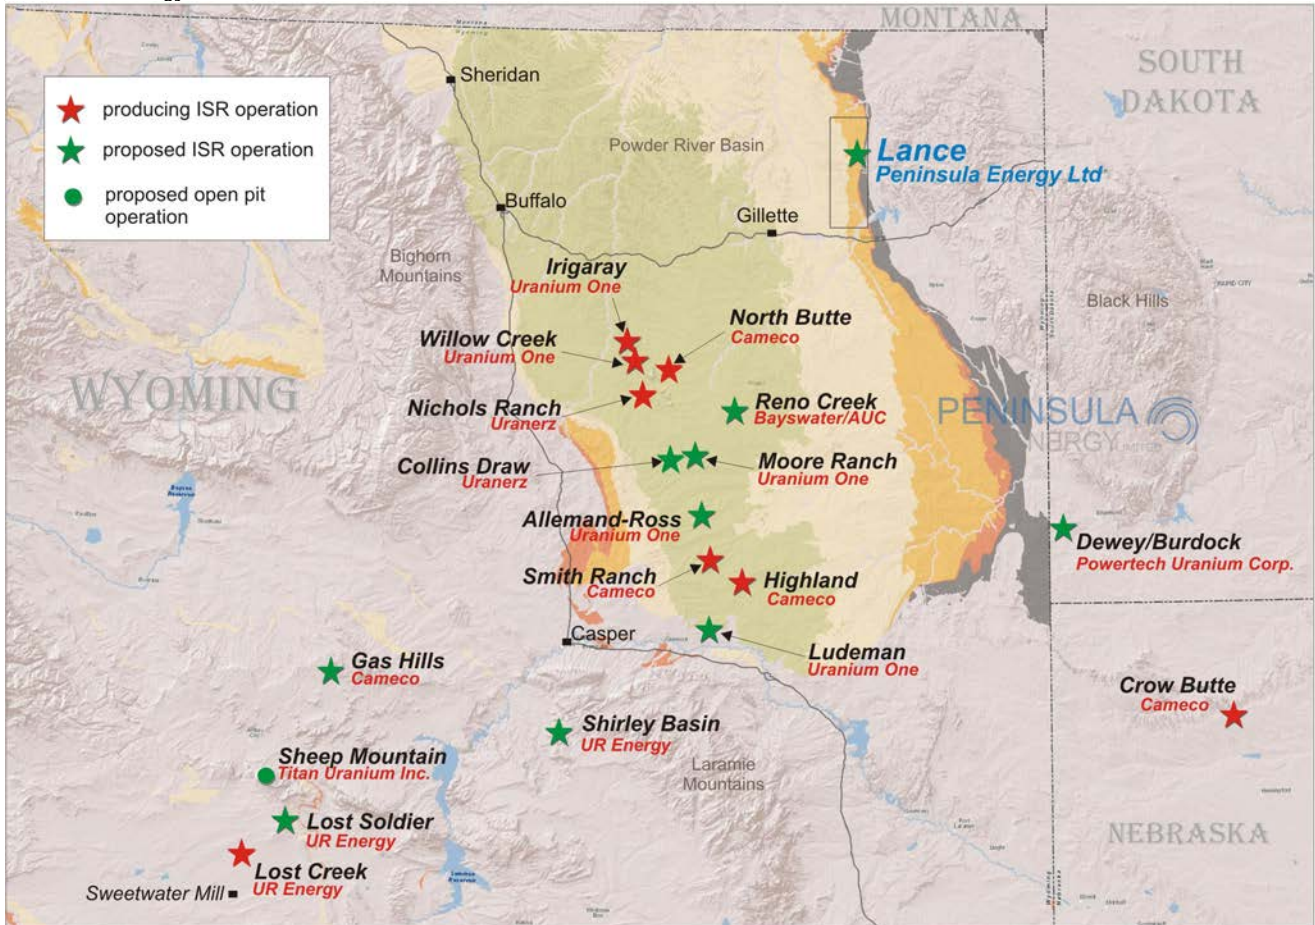 MONTANA
Montana
Wyoming
SOUTH
DAKOTA
Sheridan
producing ISR operation
proposed ISR operation
proposed open pit
operation
Powder River Basin
Lance
Peninsula Energy Ltd
Buffalo
Gillette
Bighorn
Mountains
Irigaray
Uranium One
North Butte
Cameco
Willow Creek
Uranium One
Black Hills
RAPID CITY
WYOMING
Nichols Ranch
Uranerz
Reno Creek
Bayswater/AUC
PENINSULA
ENERGY
Collins Draw
Uranerz
Moore Ranch
Uranium One
Allemand-Ross
Uranium One
Dewey/Burdock
Powertech Uranium Corp.
Smith Ranch
Cameco
Highland
Cameco
Casper
Ludeman
Uranium One
Gas Hills
Cameco
Crow Butte
Cameco
Shirley Basin
UR Energy
Sheep Mountain
Titan Uranium Inc.
Laramie
Mountains
Lost Soldier
UR Energy
NEBRASKA
Lost Creek
UR Energy
Sweetwater Mill